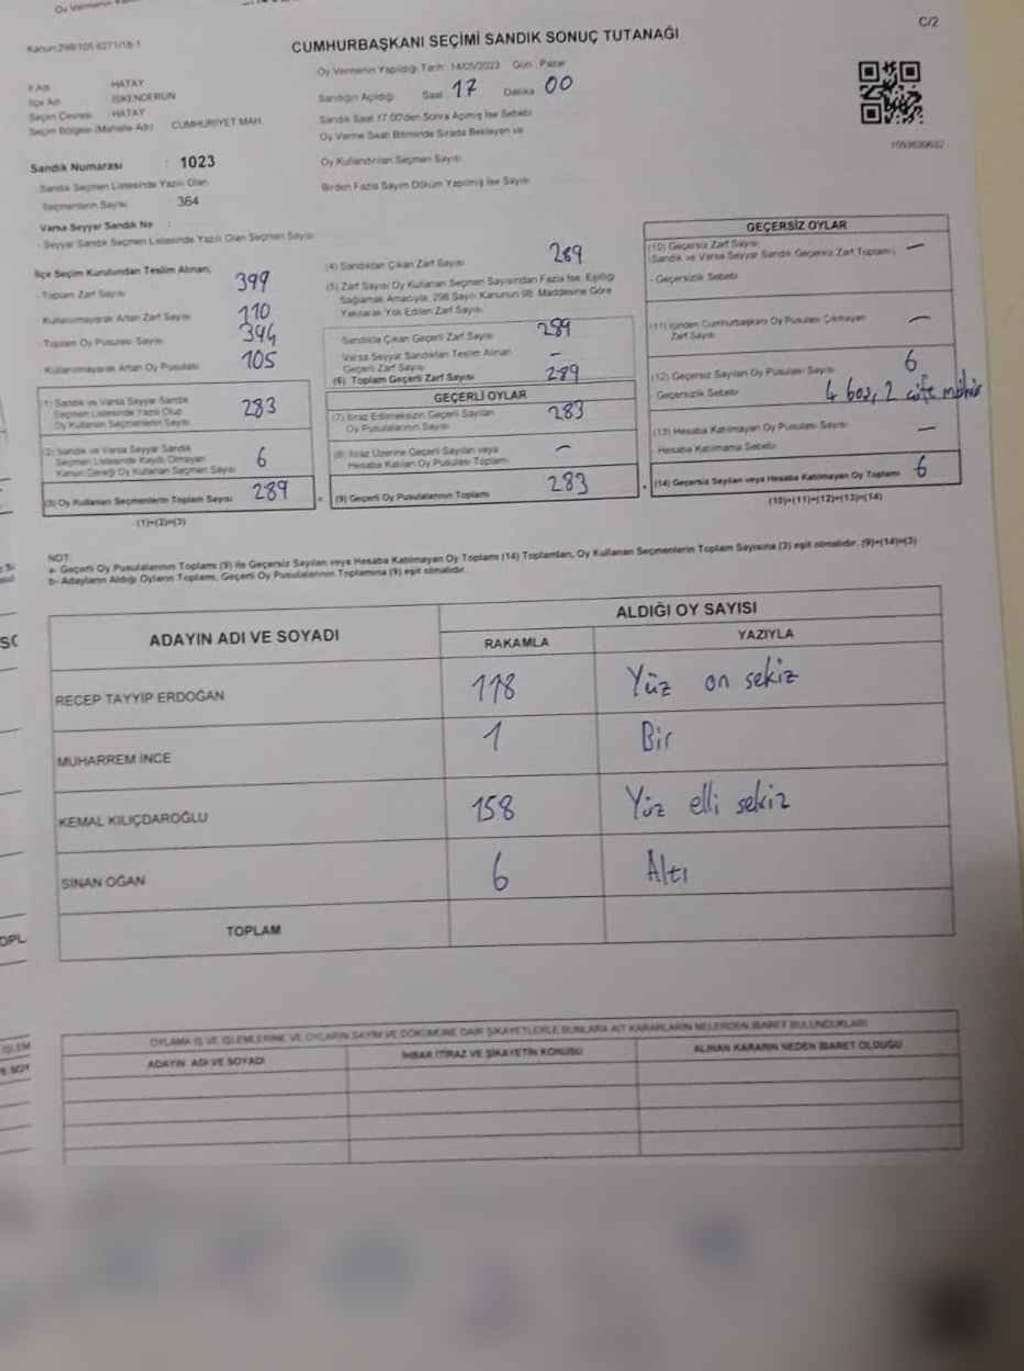 C/2
Kanun:298/105 6271/18-1
CUMHURBAŞKANI SEÇİMİ SANDIK SONUÇ TUTANAĞI
İl Adı HATAY
İlçe Adı İSKENDERUN
Seçim Çevresi HATAY
Seçim Bölgesi (Mahalle Adı) CUMHURİYET MAH.
Oy Vermenin Yapıldığı Tarih: 14/05/2023 Gün: Pazar
Sandığın Açıldığı Saat 17 Dakika 00
Sandık Saat 17:00'den Sonra Açılmış İse Sebebi
Oy Verme Saati Bitiminde Sırada Bekleyen ve
Oy Kullandırılan Seçmen Sayısı
Birden Fazla Sayım Döküm Yapılmış İse Sayısı
Sandık Numarası : 1023
- Sandık Seçmen Listesinde Yazılı Olan
Seçmenlerin Sayısı 364
Varsa Seyyar Sandık No :
- Seyyar Sandık Seçmen Listesinde Yazılı Olan Seçmen Sayısı
İlçe Seçim Kurulundan Teslim Alınan;
- Toplam Zarf Sayısı 399
- Kullanılmayarak Artan Zarf Sayısı 110
- Toplam Oy Pusulası Sayısı 394
Kullanılmayarak Artan Oy Pusulası 105
(1) Sandık ve Varsa Seyyar Sandık
Seçmen Listesinde Yazılı Olup
Oy Kullanan Seçmenlerin Sayısı 283
(2) Sandık ve Varsa Seyyar Sandık
Seçmen Listesinde Kayıtlı Olmayan
Kanun Gereği Oy Kullanan Seçmen Sayısı 6
(3) Oy Kullanan Seçmenlerin Toplam Sayısı 289
(1)+(2)=(3)
(4) Sandıktan Çıkan Zarf Sayısı 289
(5) Zarf Sayısı Oy Kullanan Seçmen Sayısından Fazla İse, Eşitliği
Sağlamak Amacıyla, 298 Sayılı Kanunun 98. Maddesine Göre
Yakılarak Yok Edilen Zarf Sayısı
Sandıkta Çıkan Geçerli Zarf Sayısı 289
Varsa Seyyar Sandıktan Teslim Alınan
Geçerli Zarf Sayısı –
(6) Toplam Geçerli Zarf Sayısı 289
GEÇERLİ OYLAR
(7) İtiraz Edilmeksizin Geçerli Sayılan
Oy Pusulalarının Sayısı 283
(8) İtiraz Üzerine Geçerli Sayılan veya
Hesaba Katılan Oy Pusulası Toplamı –
(9) Geçerli Oy Pusulalarının Toplamı 283
GEÇERSİZ OYLAR
(10) Geçersiz Zarf Sayısı
(Sandık ve Varsa Seyyar Sandık Geçersiz Zarf Toplamı) –
- Geçersizlik Sebebi
(11) İçinden Cumhurbaşkanı Oy Pusulası Çıkmayan
Zarf Sayısı –
(12) Geçersiz Sayılan Oy Pusulası Sayısı 6
Geçersizlik Sebebi 4 boş, 2 çift mühür
(13) Hesaba Katılmayan Oy Pusulası Sayısı –
Hesaba Katılmama Sebebi
(14) Geçersiz Sayılan veya Hesaba Katılmayan Oy Toplamı 6
(10)+(11)+(12)+(13)=(14)
NOT:
a- Geçerli Oy Pusulalarının Toplamı (9) ile Geçersiz Sayılan veya Hesaba Katılmayan Oy Toplamı (14) Toplamları, Oy Kullanan Seçmenlerin Toplam Sayısına (3) eşit olmalıdır. (9)+(14)=(3)
b- Adayların Aldığı Oyların Toplamı, Geçerli Oy Pusulalarının Toplamına (9) eşit olmalıdır.
ADAYIN ADI VE SOYADI
ALDIĞI OY SAYISI
RAKAMLA YAZIYLA
RECEP TAYYİP ERDOĞAN 118 Yüz on sekiz
MUHARREM İNCE 1 Bir
KEMAL KILIÇDAROĞLU 158 Yüz elli sekiz
SİNAN OĞAN 6 Altı
TOPLAM
OYLAMA İŞ VE İŞLEMLERİNE VE OYLARIN SAYIM VE DÖKÜMÜNE DAİR ŞİKAYETLERLE BUNLARA AİT KARARLARIN NELERDEN İBARET BULUNDUKLARI
ADAYIN ADI VE SOYADI İHBAR İTİRAZ VE ŞİKAYETİN KONUSU ALINAN KARARIN NEDEN İBARET OLDUĞU